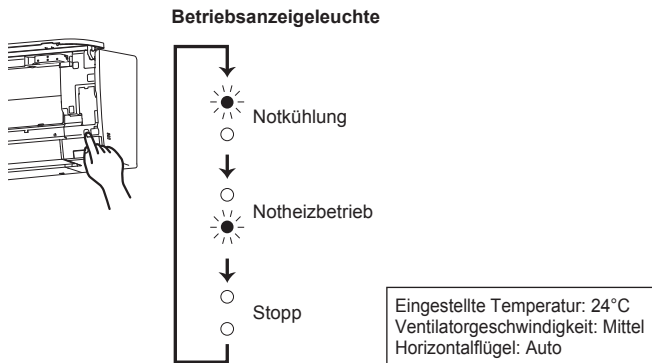 Betriebsanzeigeleuchte
Notkühlung
Notheizbetrieb
Stopp
Eingestellte Temperatur: 24°C
Ventilatorgeschwindigkeit: Mittel
Horizontalflügel: Auto